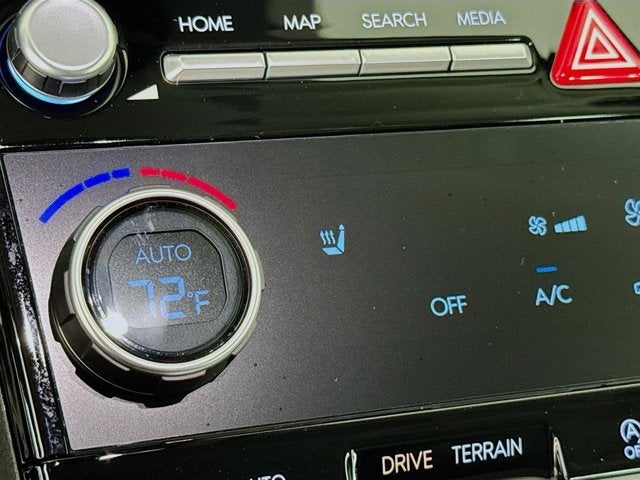 HOME MAP SEARCH MEDIA
AUTO
72°F
OFF A/C
DRIVE TERRAIN